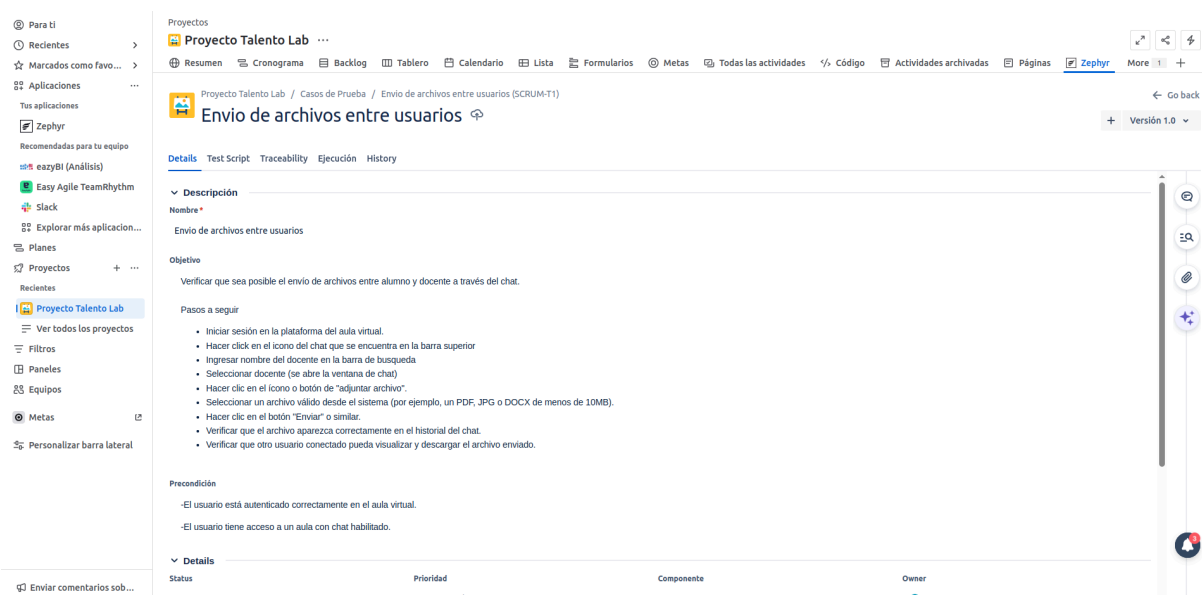 Para ti
Recientes
Marcados como favo...
Aplicaciones
Tus aplicaciones
Zephyr
Recomendadas para tu equipo
eazyBI (Análisis)
Easy Agile TeamRhythm
Slack
Explorar más aplicacion...
Planes
Proyectos
Recientes
Proyecto Talento Lab
Ver todos los proyectos
Filtros
Paneles
Equipos
Metas
Personalizar barra lateral
Enviar comentarios sob...
Proyectos
Proyecto Talento Lab ...
Resumen Cronograma Backlog Tablero Calendario Lista Formularios Metas Todas las actividades Código Actividades archivadas Páginas Zephyr More 1
Proyecto Talento Lab / Casos de Prueba / Envio de archivos entre usuarios (SCRUM-T1)
Go back
Envio de archivos entre usuarios
Versión 1.0
Details Test Script Traceability Ejecución History
Descripción
Nombre*
Envio de archivos entre usuarios
Objetivo
Verificar que sea posible el envío de archivos entre alumno y docente a través del chat.
Pasos a seguir
• Iniciar sesión en la plataforma del aula virtual.
• Hacer click en el icono del chat que se encuentra en la barra superior
• Ingresar nombre del docente en la barra de busqueda
• Seleccionar docente (se abre la ventana de chat)
• Hacer clic en el ícono o botón de "adjuntar archivo".
• Seleccionar un archivo válido desde el sistema (por ejemplo, un PDF, JPG o DOCX de menos de 10MB).
• Hacer clic en el botón "Enviar" o similar.
• Verificar que el archivo aparezca correctamente en el historial del chat.
• Verificar que otro usuario conectado pueda visualizar y descargar el archivo enviado.
Precondición
-El usuario está autenticado correctamente en el aula virtual.
-El usuario tiene acceso a un aula con chat habilitado.
3
Details
Status Prioridad Componente Owner